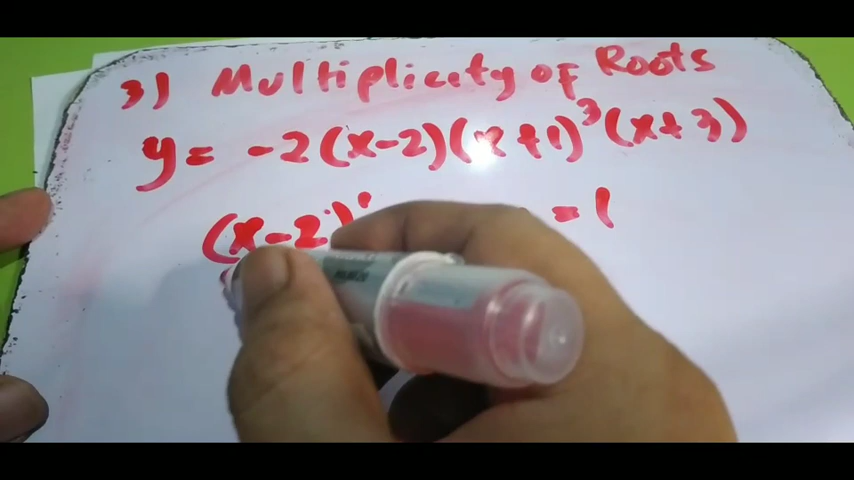 3) Multiplicity of Roots
y = -2(x-2)(x+1)³(x+3)
(x-2)¹ = 1